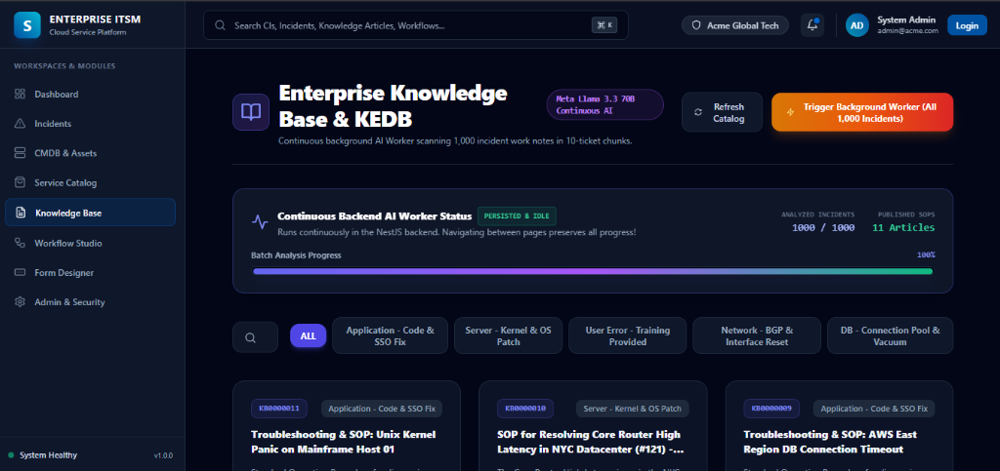 S
ENTERPRISE ITSM
Cloud Service Platform
Search CIs, Incidents, Knowledge Articles, Workflows...
⌘ K
Acme Global Tech
AD
System Admin
admin@acme.com
Login
WORKSPACES & MODULES
Dashboard
Incidents
CMDB & Assets
Service Catalog
Knowledge Base
Workflow Studio
Form Designer
Admin & Security
System Healthy
v1.0.0
Enterprise Knowledge
Base & KEDB
Meta Llama 3.3 70B
Continuous AI
Refresh
Catalog
Trigger Background Worker (All
1,000 Incidents)
Continuous background AI Worker scanning 1,000 incident work notes in 10-ticket chunks.
Continuous Backend AI Worker Status
PERSISTED & IDLE
Runs continuously in the NestJS backend. Navigating between pages preserves all progress!
ANALYZED INCIDENTS
1000 / 1000
PUBLISHED SOPS
11 Articles
Batch Analysis Progress
100%
ALL
Application - Code &
SSO Fix
Server - Kernel & OS
Patch
User Error - Training
Provided
Network - BGP &
Interface Reset
DB - Connection Pool &
Vacuum
KB0000011
Application - Code & SSO Fix
Troubleshooting & SOP: Unix Kernel
Panic on Mainframe Host 01
KB0000010
Server - Kernel & OS Patch
SOP for Resolving Core Router High
Latency in NYC Datacenter (#121) -...
KB0000009
Application - Code & SSO Fix
Troubleshooting & SOP: AWS East
Region DB Connection Timeout